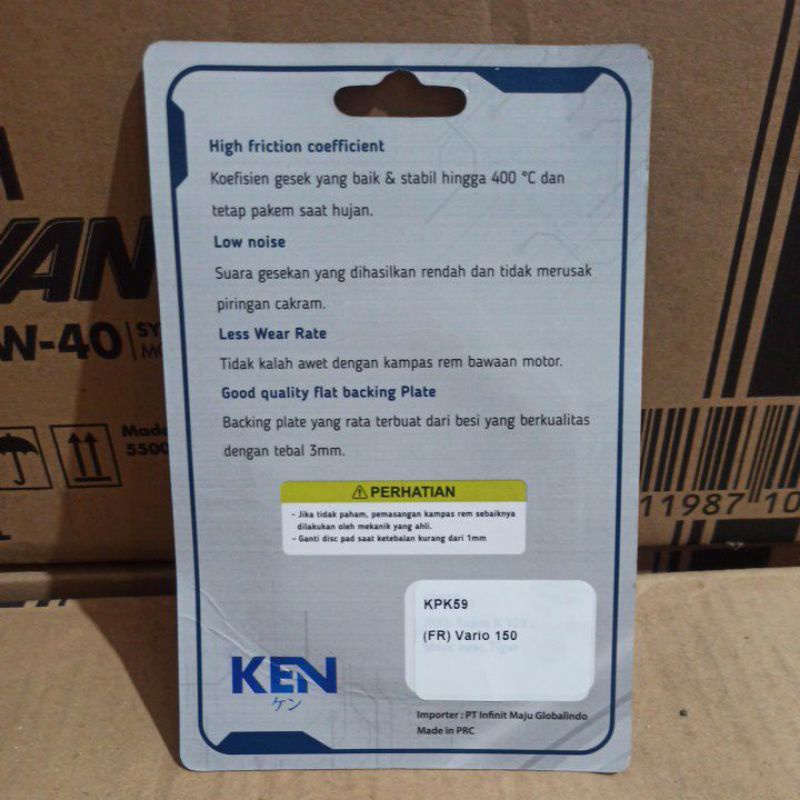 High friction coefficient
Koefisien gesek yang baik & stabil hingga 400 °C dan
tetap pakem saat hujan.
Low noise
Suara gesekan yang dihasilkan rendah dan tidak merusak
piringan cakram.
Less Wear Rate
Tidak kalah awet dengan kampas rem bawaan motor.
Good quality flat backing Plate
Backing plate yang rata terbuat dari besi yang berkualitas
dengan tebal 3mm.
PERHATIAN
- Jika tidak paham, pemasangan kampas rem sebaiknya
dilakukan oleh mekanik yang ahli.
- Ganti disc pad saat ketebalan kurang dari 1mm
KPK59
(FR) Vario 150
KEN
ケン
Importer : PT Infinit Maju Globalindo
Made in PRC
VAN
W-40
Made
5500
11987 10